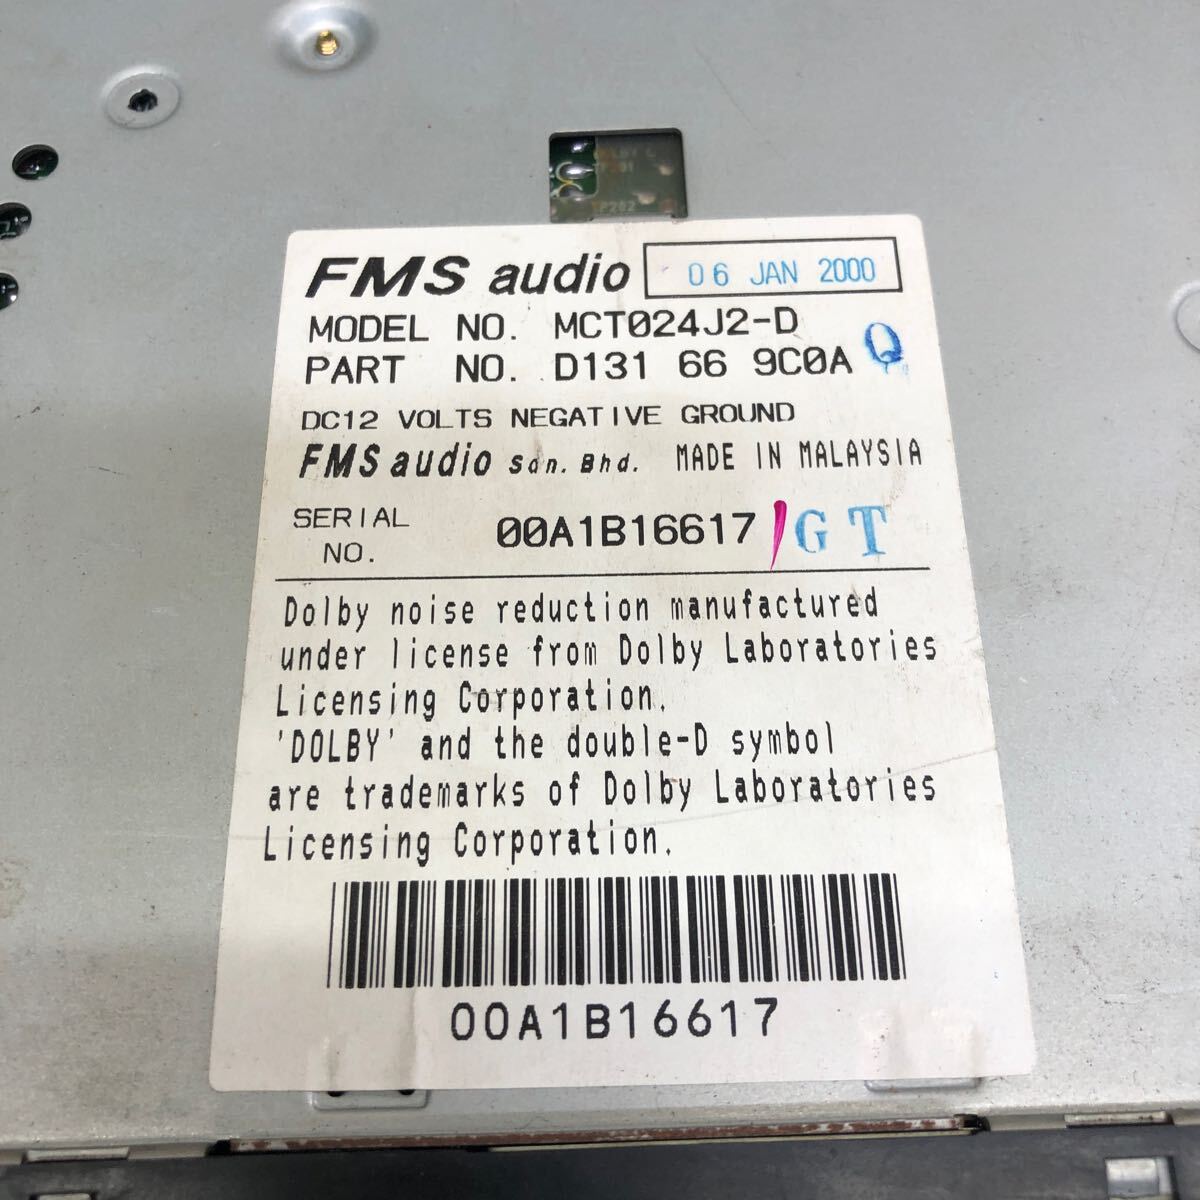 FMS audio 06 JAN 2000
MODEL NO. MCT024J2-D
PART NO. D131 66 9C0A Q
DC12 VOLTS NEGATIVE GROUND
FMS audio Sdn. Bhd. MADE IN MALAYSIA
SERIAL NO. 00A1B16617 GT
Dolby noise reduction manufactured
under license from Dolby Laboratories
Licensing Corporation.
'DOLBY' and the double-D symbol
are trademarks of Dolby Laboratories
Licensing Corporation.
00A1B16617